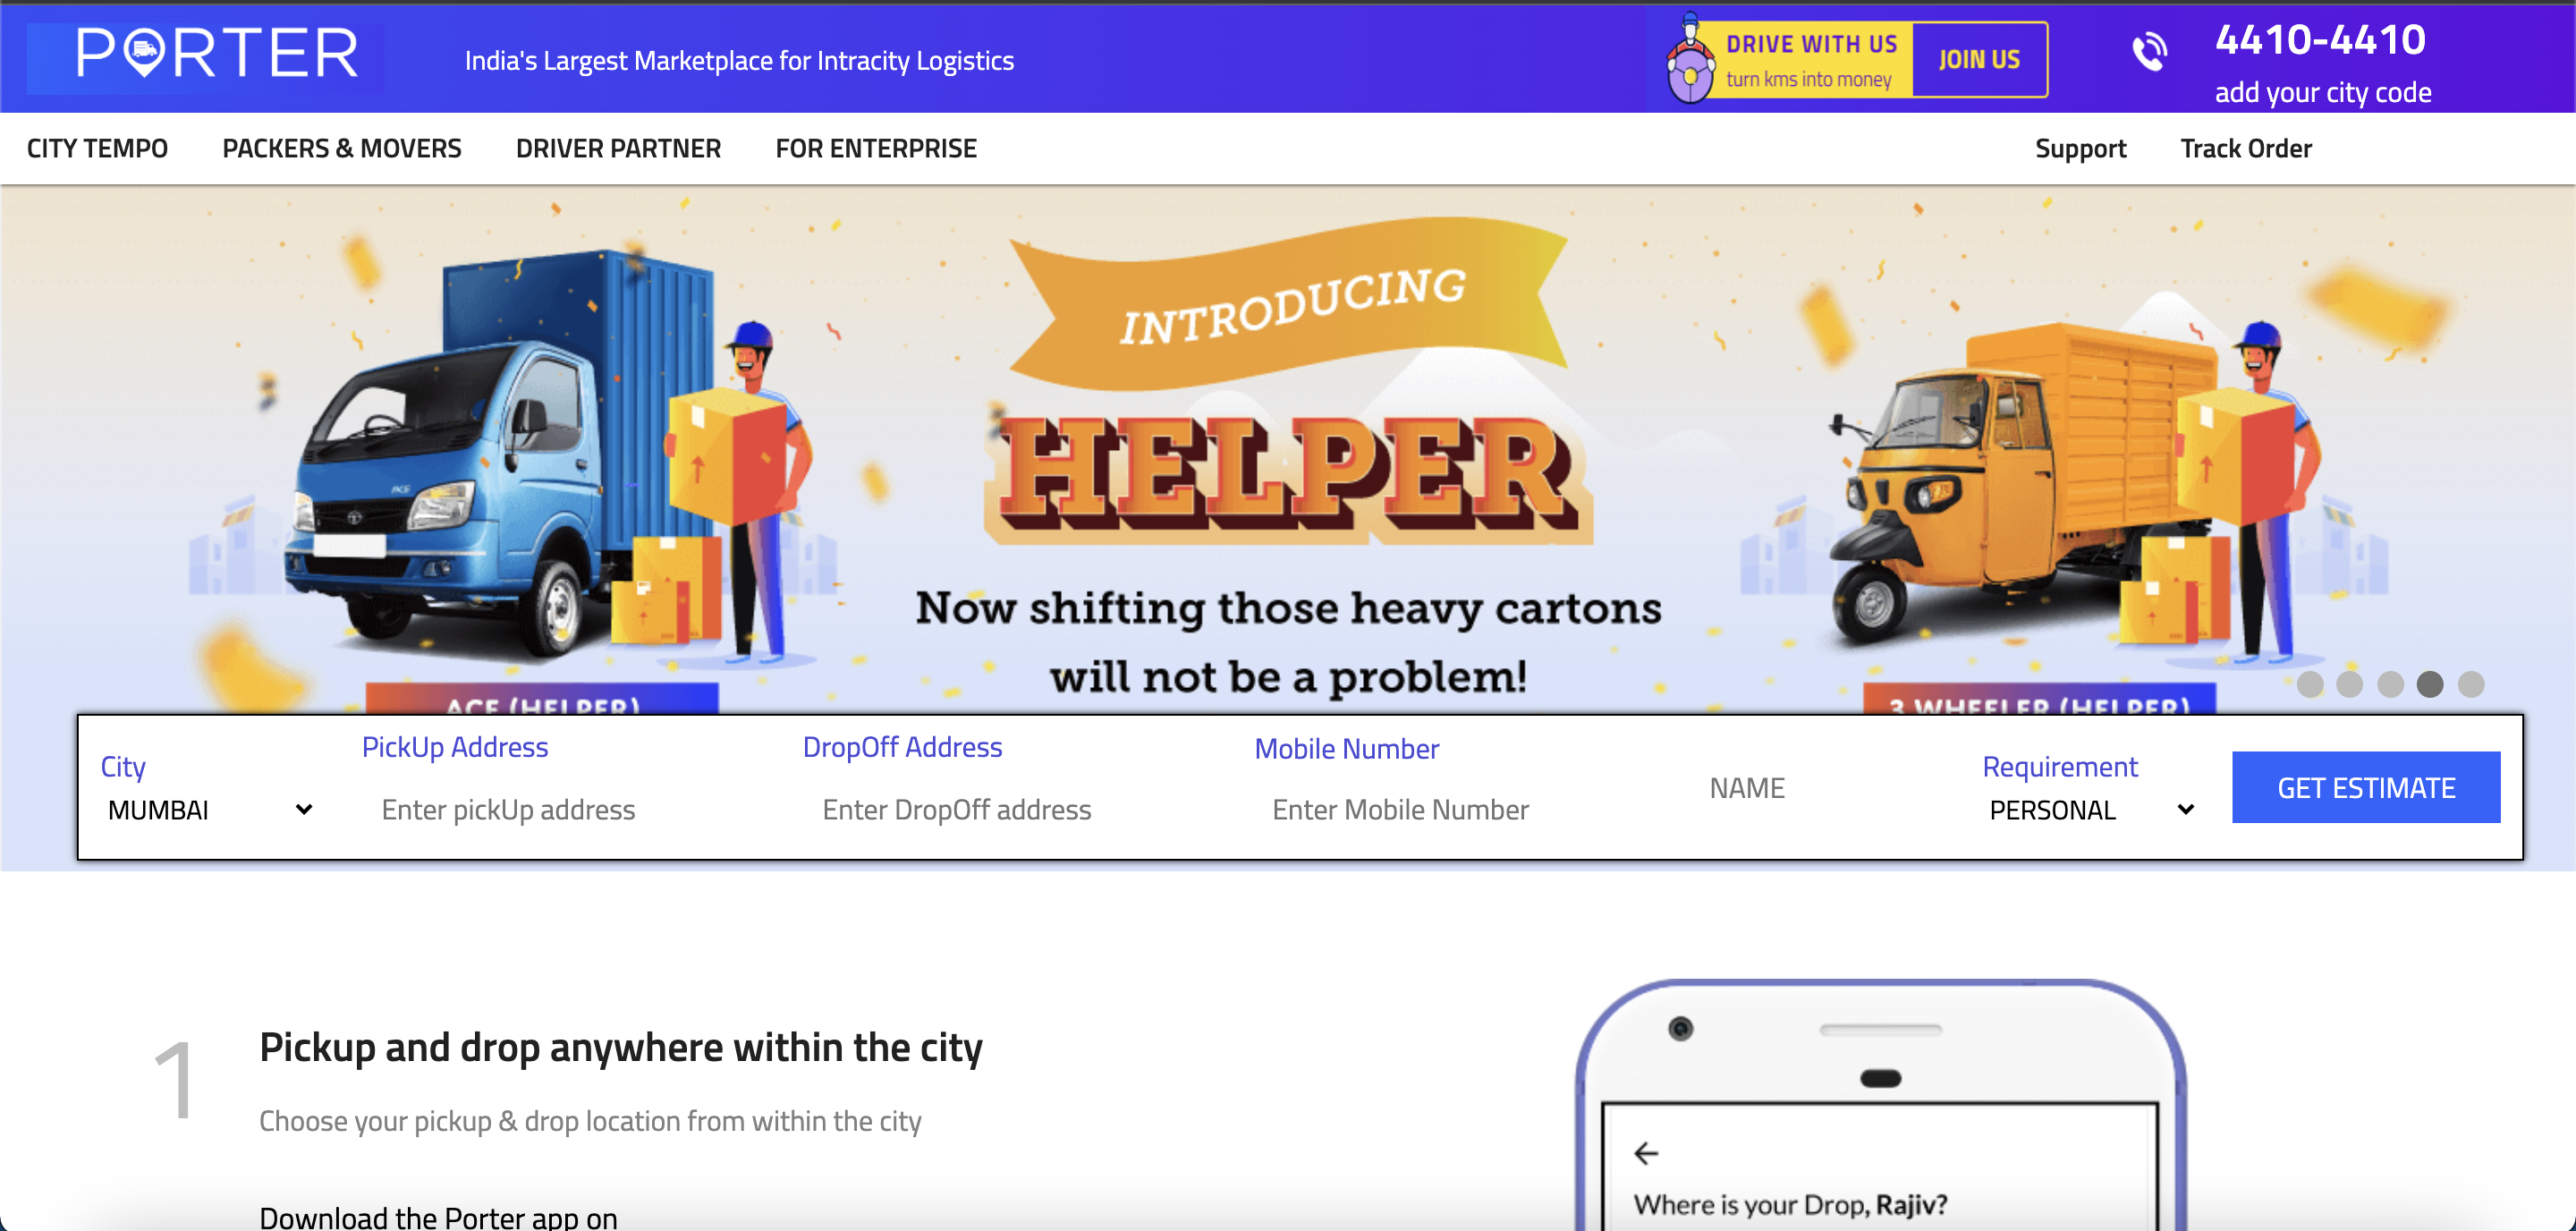 PORTER
India's Largest Marketplace for Intracity Logistics
DRIVE WITH US
turn kms into money
JOIN US
4410-4410
add your city code
CITY TEMPO
PACKERS & MOVERS
DRIVER PARTNER
FOR ENTERPRISE
Support
Track Order
INTRODUCING
HELPER
Now shifting those heavy cartons
will not be a problem!
ACE
ACE (HELPER)
3 WHEELER (HELPER)
City
MUMBAI
PickUp Address
Enter pickUp address
DropOff Address
Enter DropOff address
Mobile Number
Enter Mobile Number
NAME
Requirement
PERSONAL
GET ESTIMATE
1
Pickup and drop anywhere within the city
Choose your pickup & drop location from within the city
Download the Porter app on
Where is your Drop, Rajiv?